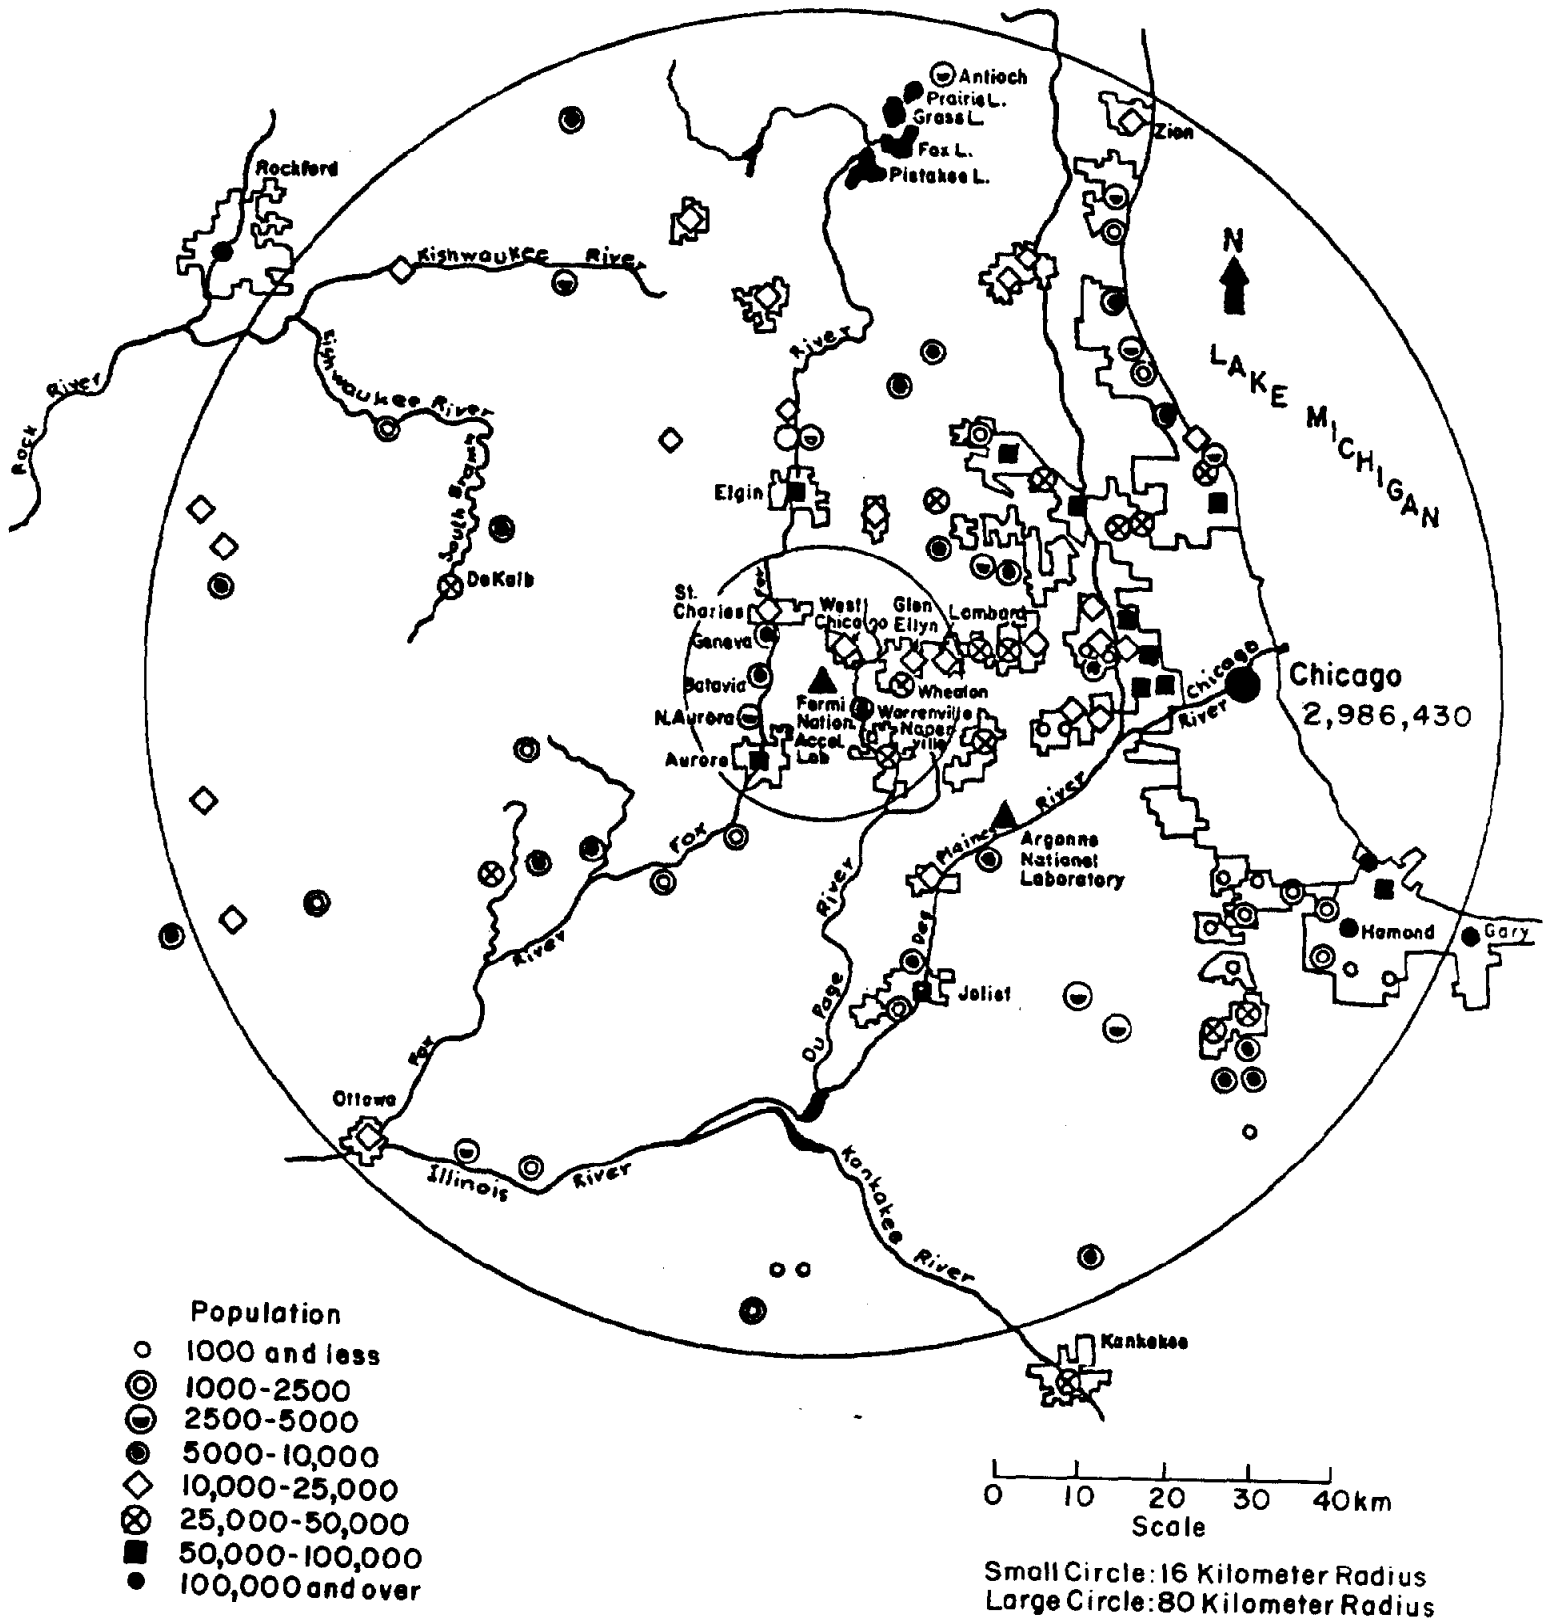 Antioch
Prairie L.
Grass L.
Fox L.
Pistakee L.
Zion
Rockford
Kishwaukee River
N
LAKE MICHIGAN
River
Rock River
Kishwaukee River
South Branch
Elgin
DeKalb
Fox
St.
Charles
West
Chicago
Glen
Ellyn
Lombard
Geneva
Batavia
Wheaton
N.Aurora
Fermi
Nation.
Accel.
Lab
Warrenville
Naper
ville
Aurora
Chicago
River
Chicago
2,986,430
River
Fox
Plaines
Argonne
National
Laboratory
River
Des
Hamond
Gary
River
Joliet
Du Page
Fox
Ottawa
Illinois River
Kankakee River
Kankakee
Population
1000 and less
1000-2500
2500-5000
5000-10,000
10,000-25,000
25,000-50,000
50,000-100,000
100,000 and over
0 10 20 30 40km
Scale
Small Circle: 16 Kilometer Radius
Large Circle: 80 Kilometer Radius